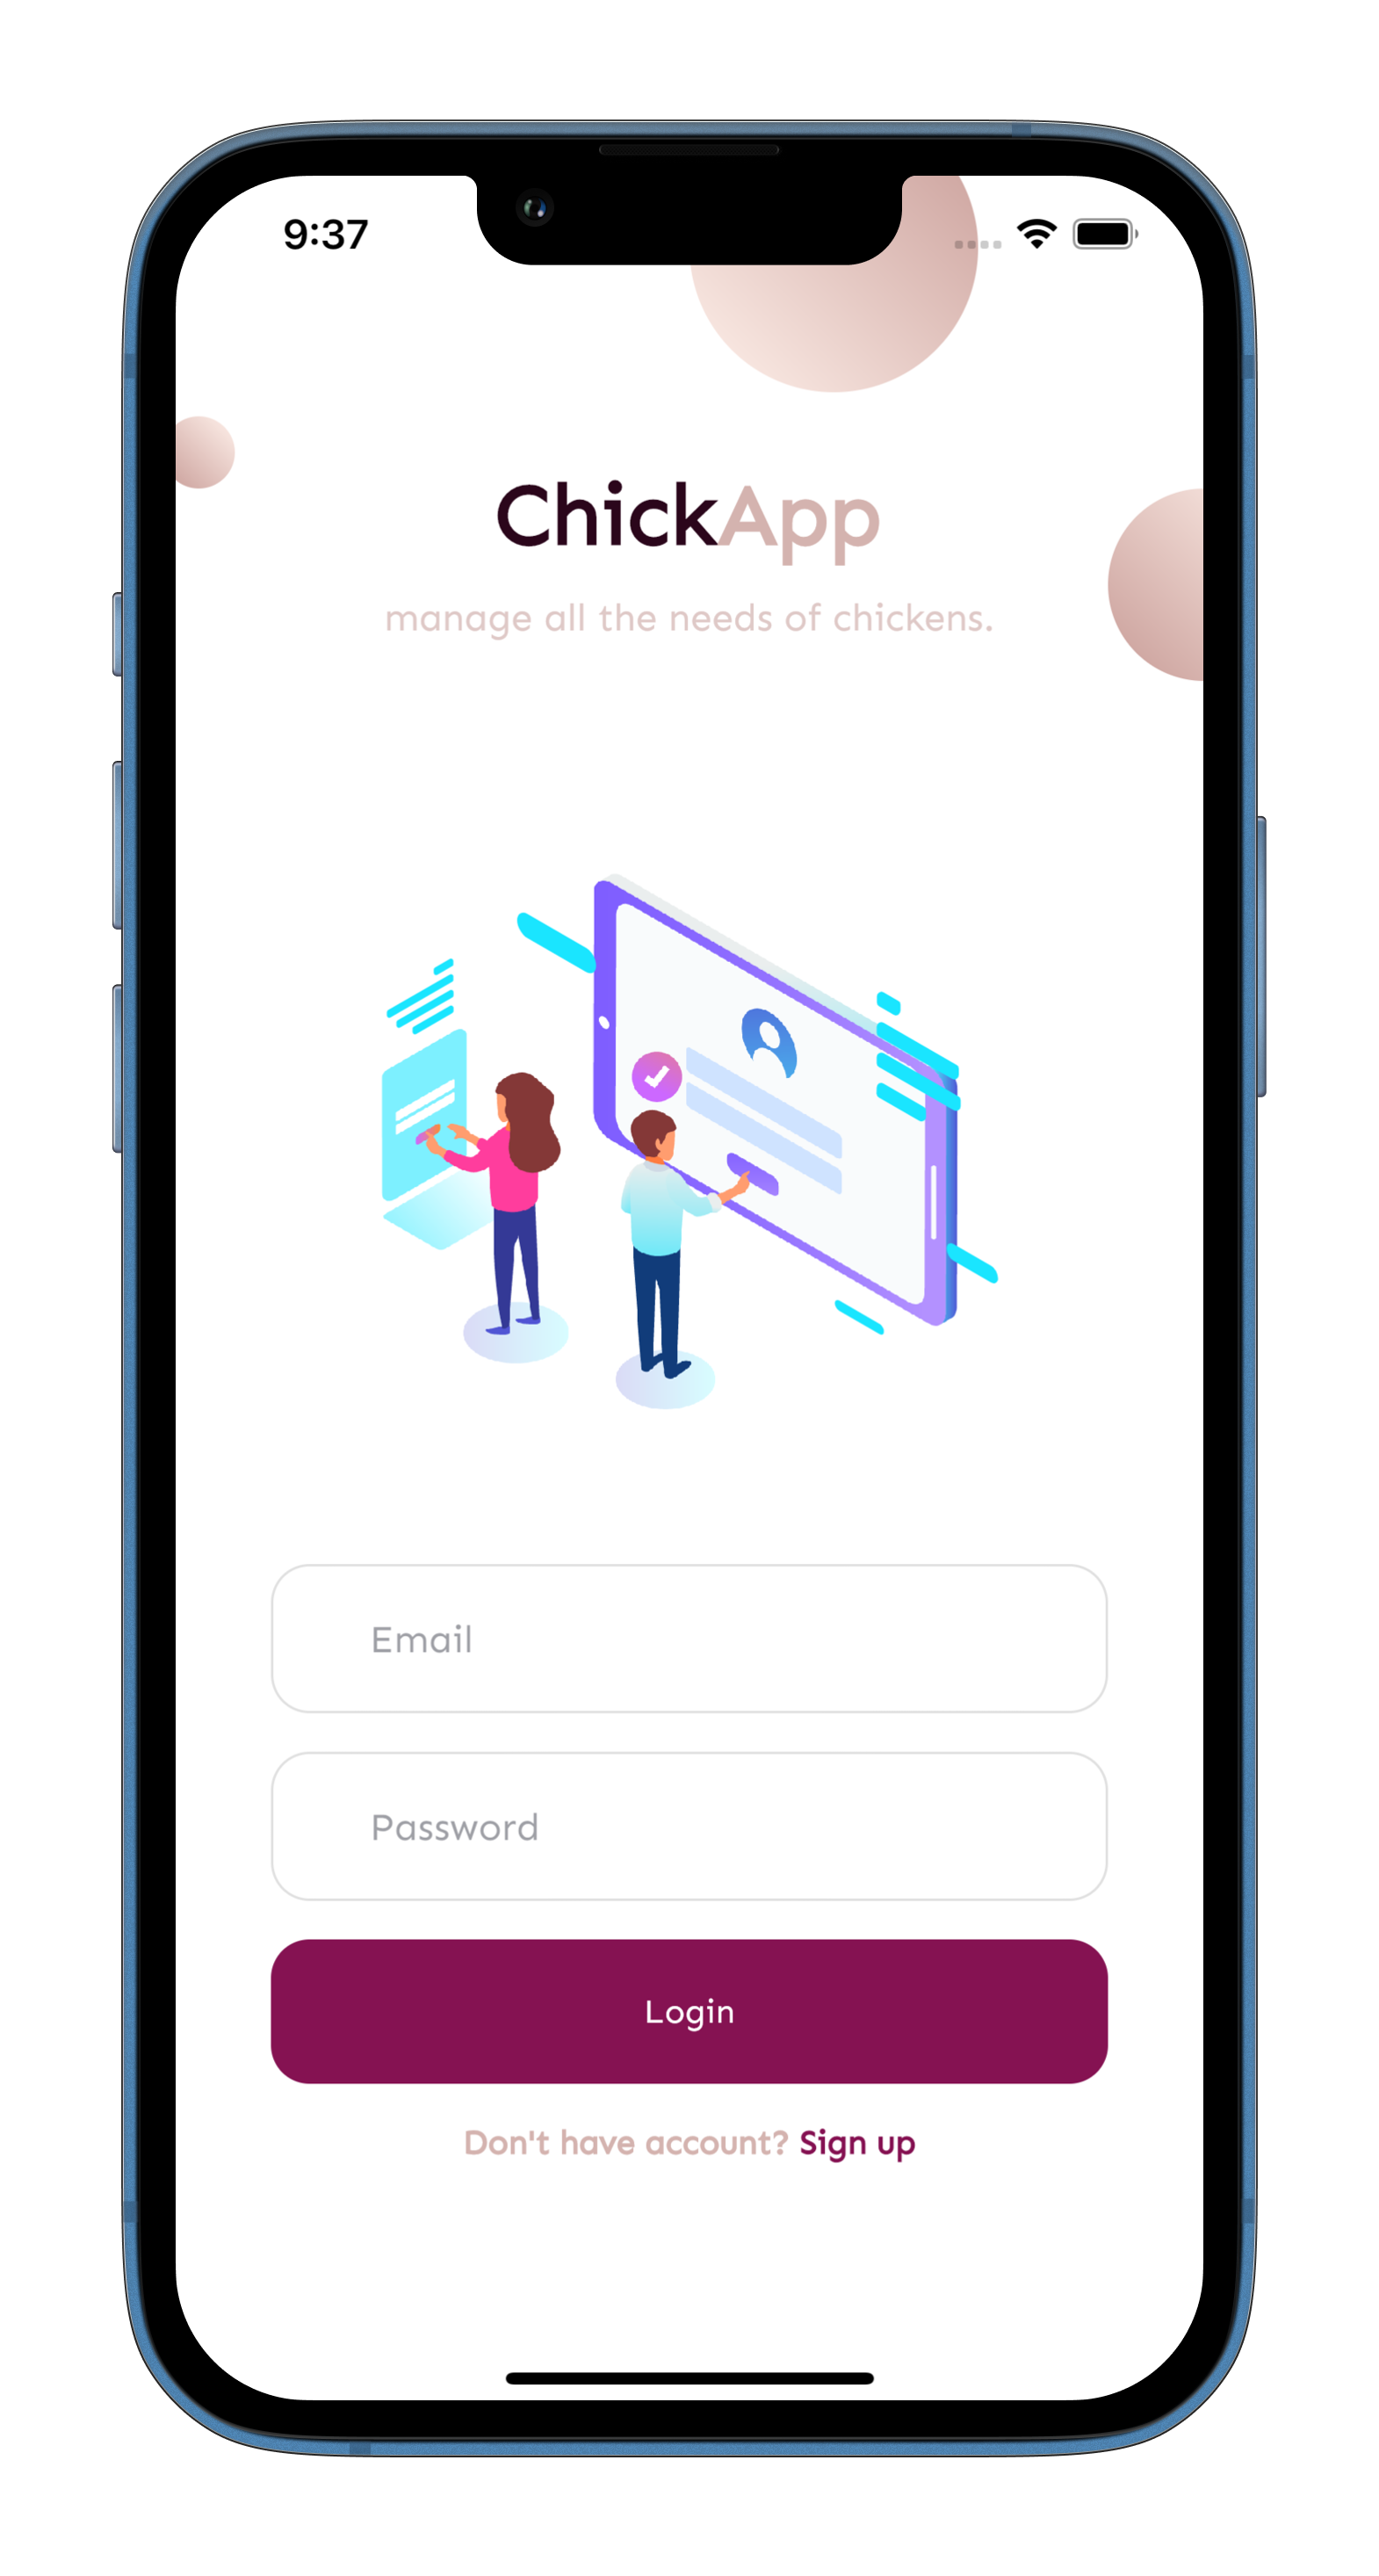 9:37
ChickApp
manage all the needs of chickens.
Email
Password
Login
Don't have account? Sign up